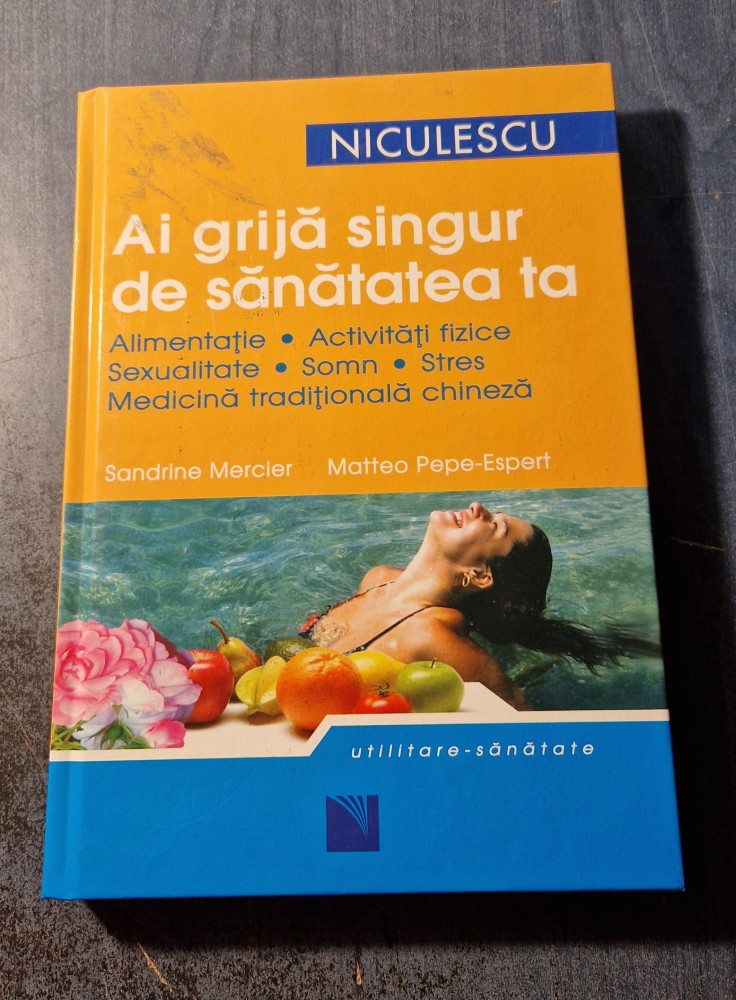 NICULESCU
Ai grijă singur
de sănătatea ta
Alimentaţie • Activităţi fizice
Sexualitate • Somn • Stres
Medicină tradiţională chineză
Sandrine Mercier Matteo Pepe-Espert
utilitare-sănătate